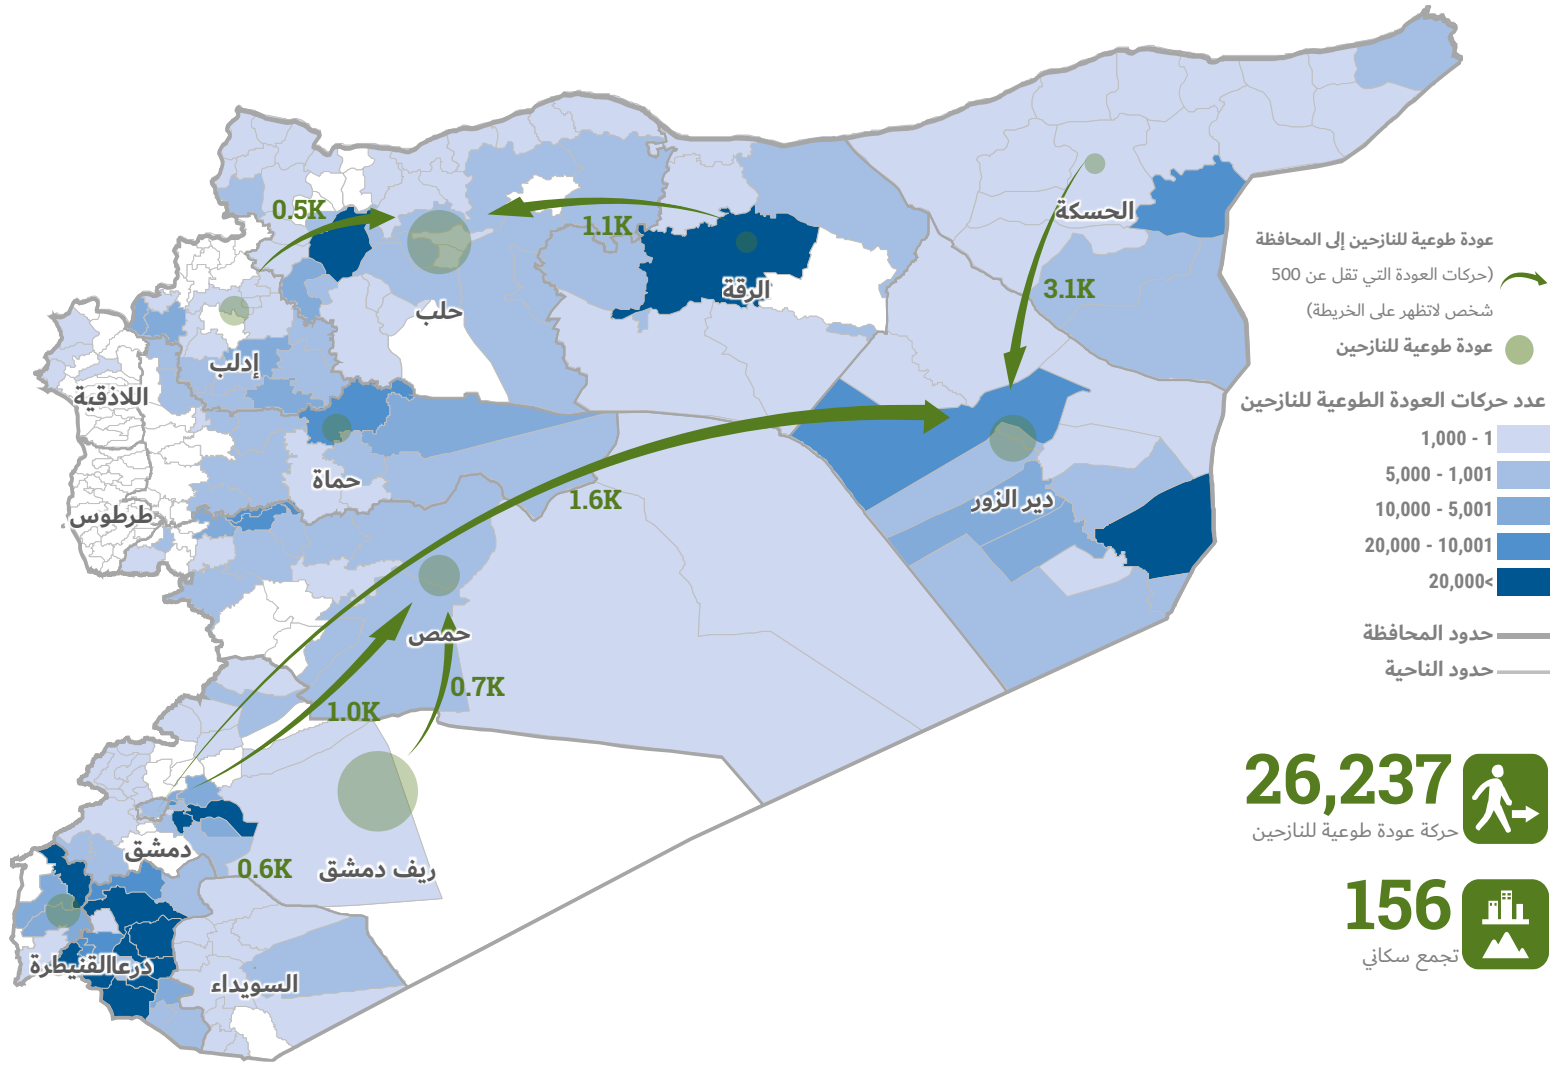 0.5K
1.1K
الحسكة
3.1K
الرقة
حلب
إدلب
اللاذقية
حماة
1.6K
دير الزور
طرطوس
حمص
0.7K
1.0K
دمشق
0.6K
ريف دمشق
درعا
القنيطرة
السويداء
عودة طوعية للنازحين إلى المحافظة
(حركات العودة التي تقل عن 500
شخص لاتظهر على الخريطة)
عودة طوعية للنازحين
عدد حركات العودة الطوعية للنازحين
1 - 1,000
1,001 - 5,000
5,001 - 10,000
10,001 - 20,000
>20,000
حدود المحافظة
حدود الناحية
26,237
حركة عودة طوعية للنازحين
156
تجمع سكاني